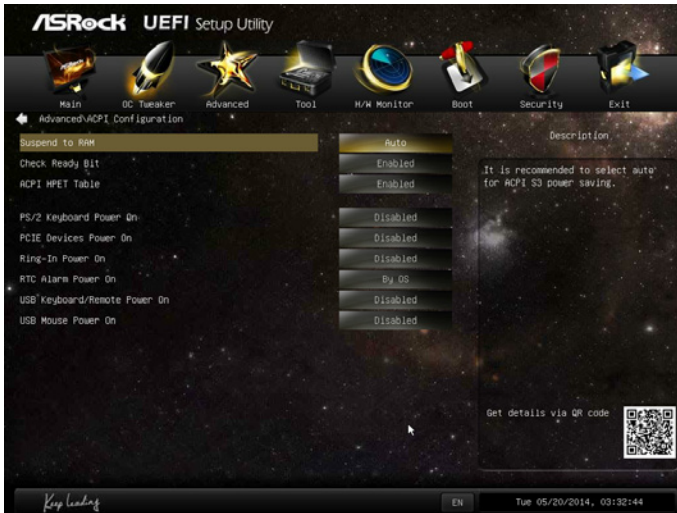 ASRock UEFI Setup Utility
Main OC Tweaker Advanced Tool H/W Monitor Boot Security Exit
Advanced\ACPI Configuration
Description
Suspend to RAM Auto
Check Ready Bit Enabled
It is recommended to select auto
for ACPI S3 power saving.
ACPI HPET Table Enabled
PS/2 Keyboard Power On Disabled
PCIE Devices Power On Disabled
Ring-In Power On Disabled
RTC Alarm Power On By OS
USB Keyboard/Remote Power On Disabled
USB Mouse Power On Disabled
Get details via QR code
Keep Leading
EN
Tue 05/20/2014, 03:32:44